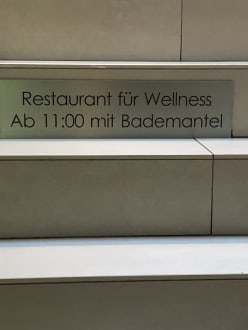 Restaurant für Wellness
Ab 11:00 mit Bademantel